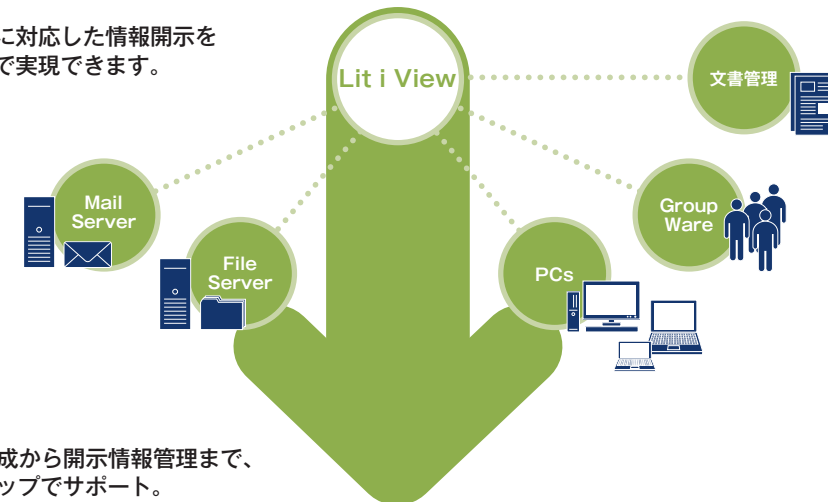 に対応した情報開示を
で実現できます。
Lit i View
文書管理
Mail
Server
Group
Ware
File
Server
PCs
成から開示情報管理まで、
ップでサポート。